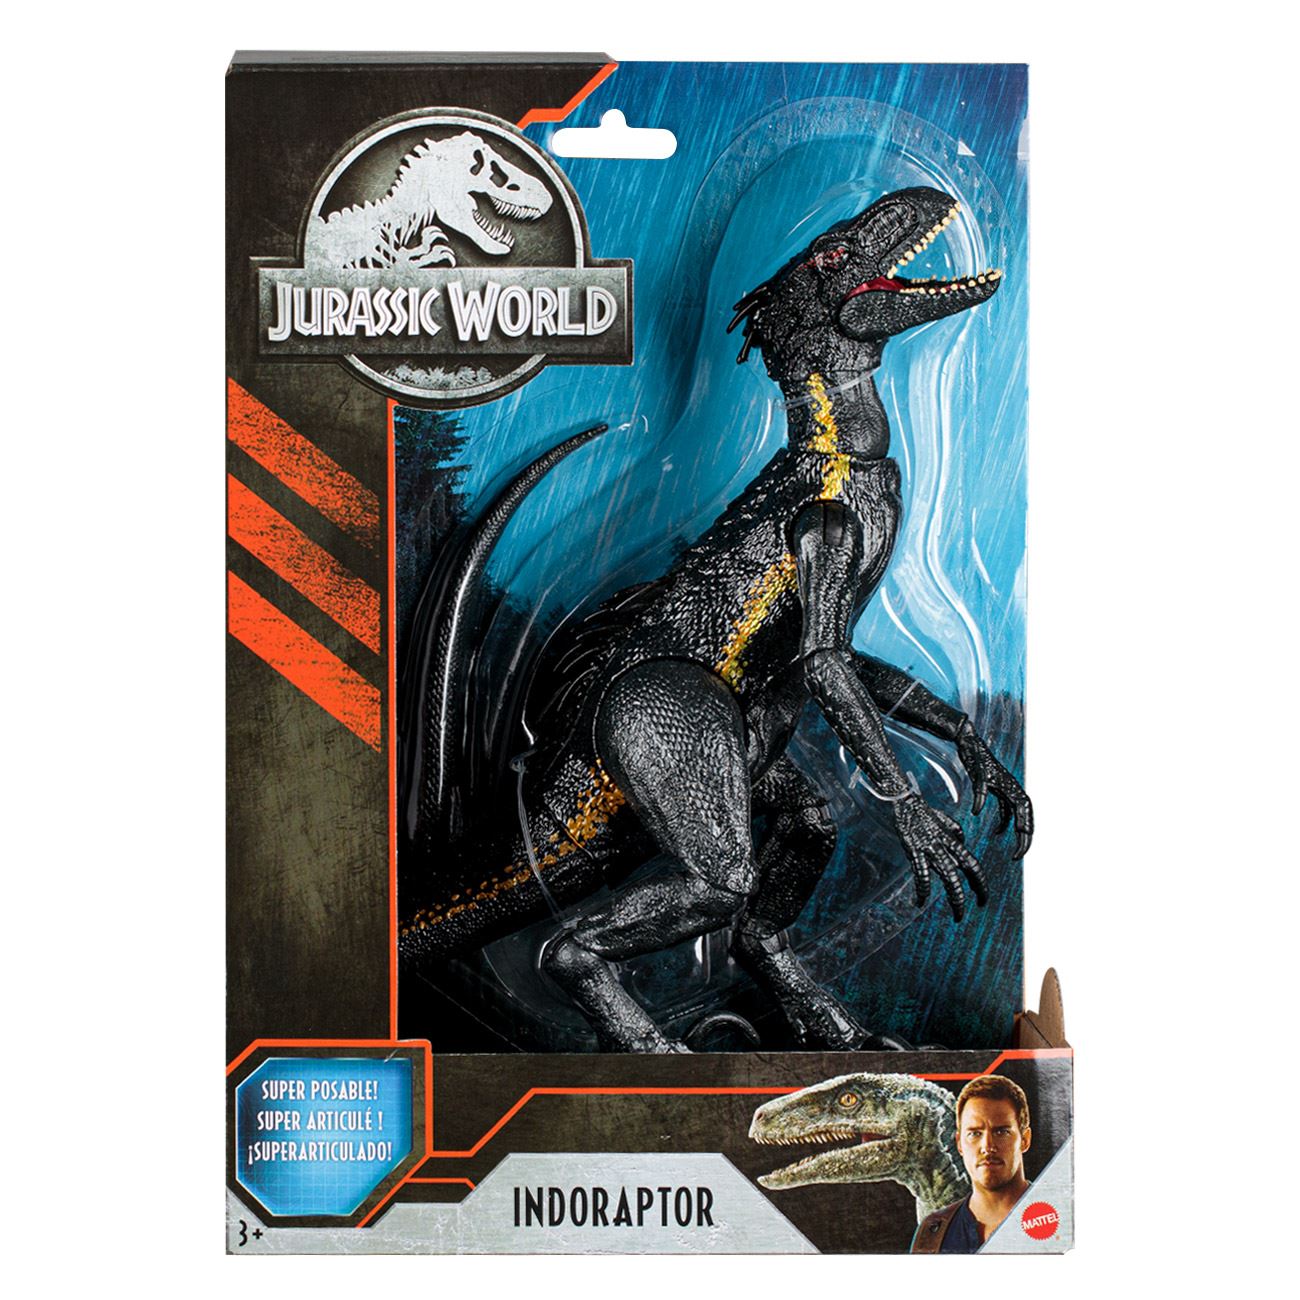 JURASSIC WORLD
SUPER POSABLE!
SUPER ARTICULÉ !
¡SUPERARTICULADO!
3+
INDORAPTOR
MATTEL